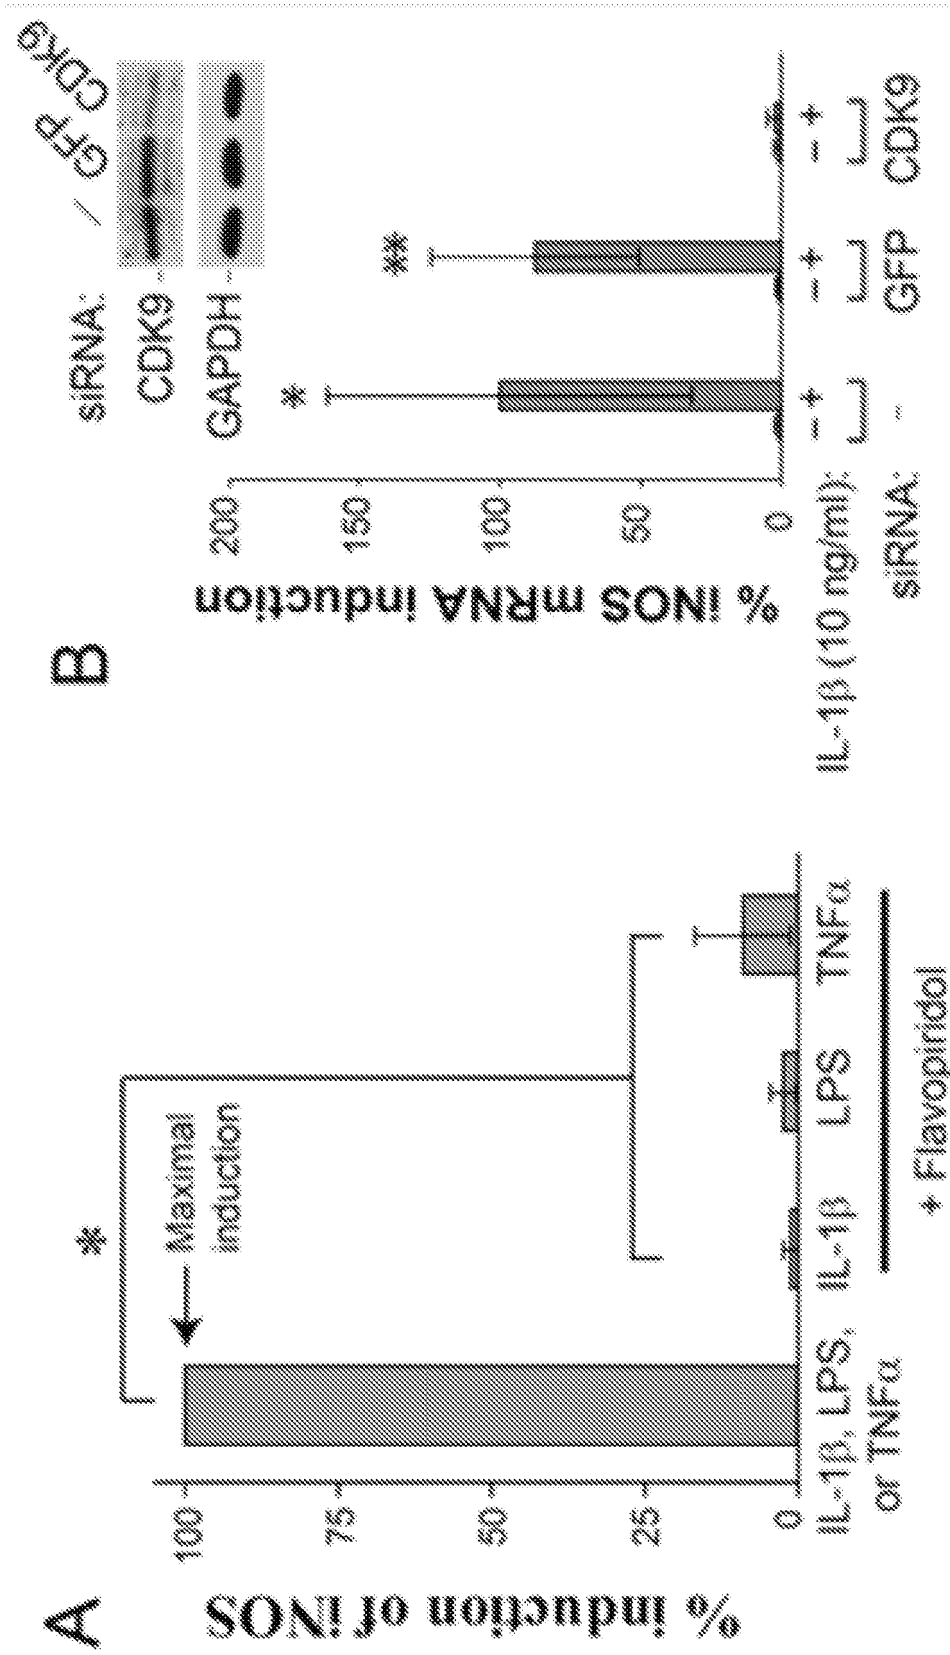 A
% induction of iNOS
100
75
50
25
0
*
Maximal
induction
IL-1β, LPS,
or TNFα
IL-1β
LPS
TNFα
+ Flavopiridol
B
siRNA: / GFP CDK9
CDK9 –
GAPDH –
% iNOS mRNA induction
200
150
100
50
0
*
**
*
IL-1β (10 ng/ml): – + – + – +
siRNA: – GFP CDK9